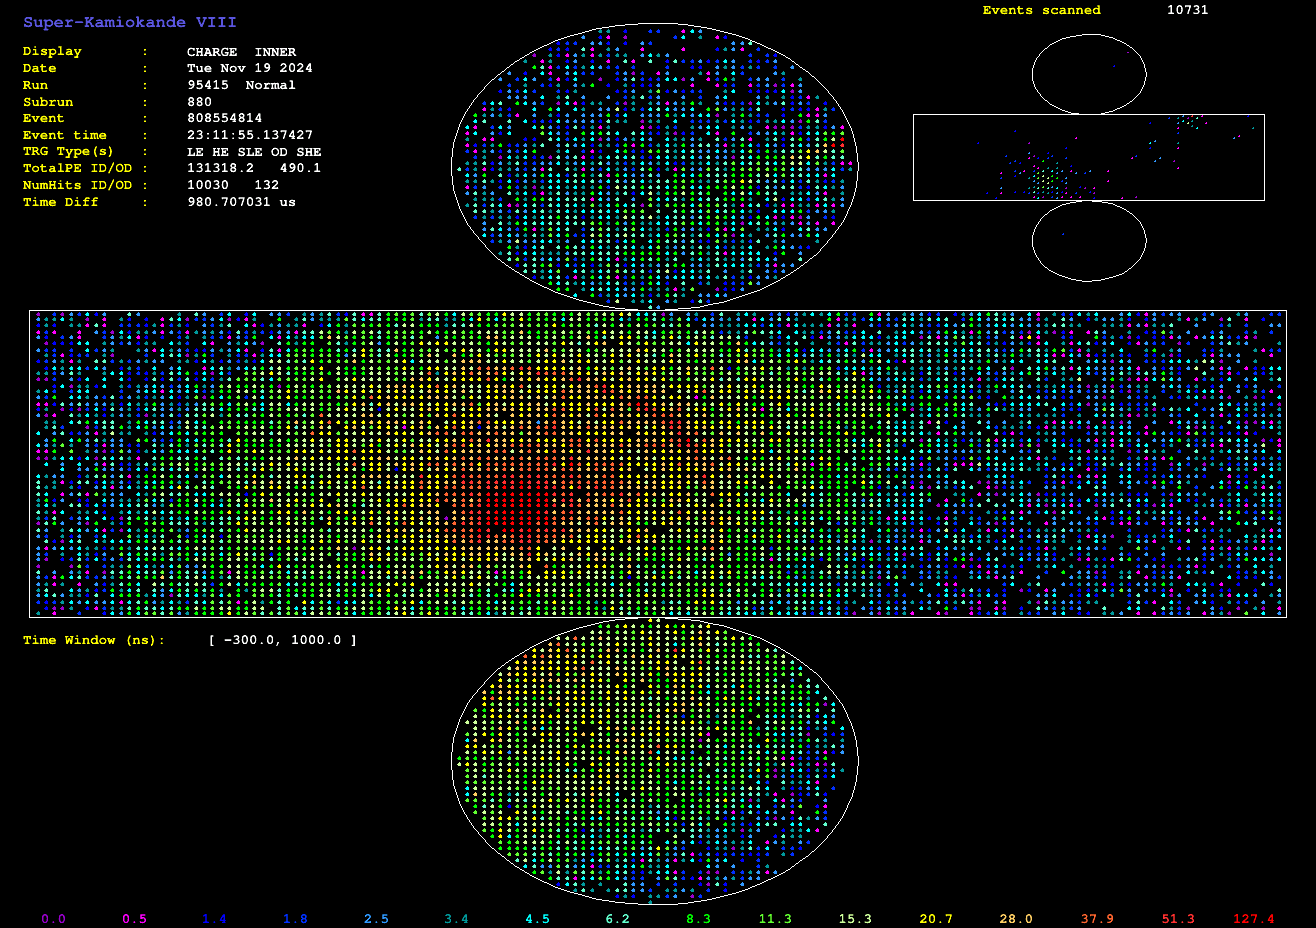 Super-Kamiokande VIII
Events scanned 10731
Display : CHARGE INNER
Date : Tue Nov 19 2024
Run : 95415 Normal
Subrun : 880
Event : 808554814
Event time : 23:11:55.137427
TRG Type(s) : LE HE SLE OD SHE
TotalPE ID/OD : 131318.2 490.1
NumHits ID/OD : 10030 132
Time Diff : 980.707031 us
Time Window (ns): [ -300.0, 1000.0 ]
0.0 0.5 1.4 1.8 2.5 3.4 4.5 6.2 8.3 11.3 15.3 20.7 28.0 37.9 51.3 127.4